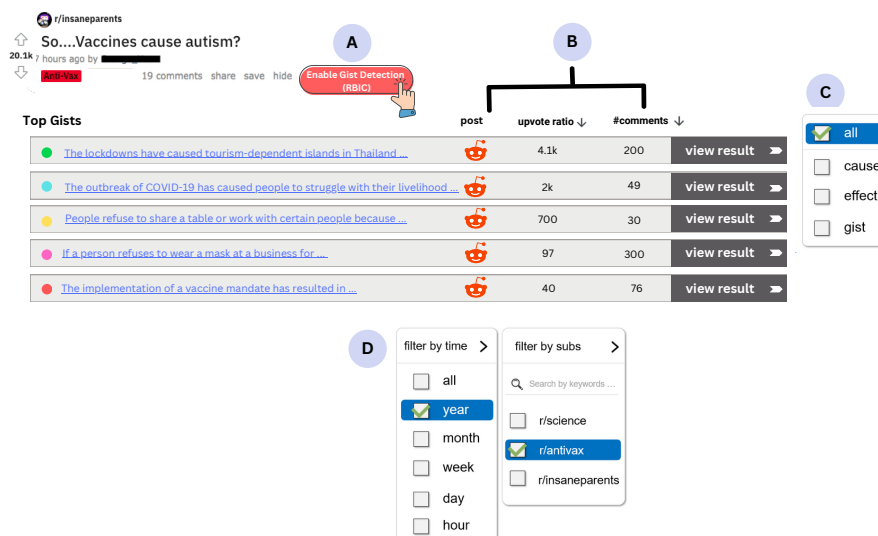 r/insaneparents
So....Vaccines cause autism?
20.1k
7 hours ago by
Anti-Vax
19 comments share save hide
Enable Gist Detection
(RBIC)
A
B
C
Top Gists
post
upvote ratio ↓
#comments ↓
The lockdowns have caused tourism-dependent islands in Thailand ...
4.1k
200
view result
The outbreak of COVID-19 has caused people to struggle with their livelihood ...
2k
49
view result
People refuse to share a table or work with certain people because ...
700
30
view result
If a person refuses to wear a mask at a business for ...
97
300
view result
The implementation of a vaccine mandate has resulted in ...
40
76
view result
all
cause
effect
gist
D
filter by time >
all
year
month
week
day
hour
filter by subs >
Search by keywords ...
r/science
r/antivax
r/insaneparents